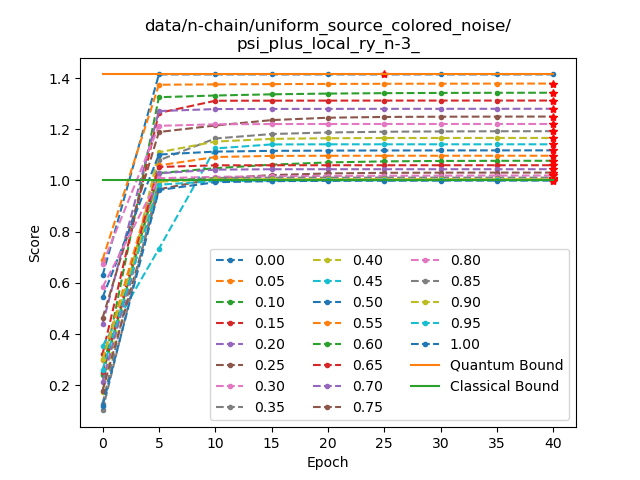 data/n-chain/uniform_source_colored_noise/
psi_plus_local_ry_n-3_
Score
1.4
1.2
1.0
0.8
0.6
0.4
0.2
0.00 0.40 0.80
0.05 0.45 0.85
0.10 0.50 0.90
0.15 0.55 0.95
0.20 0.60 1.00
0.25 0.65 Quantum Bound
0.30 0.70 Classical Bound
0.35 0.75
0 5 10 15 20 25 30 35 40
Epoch